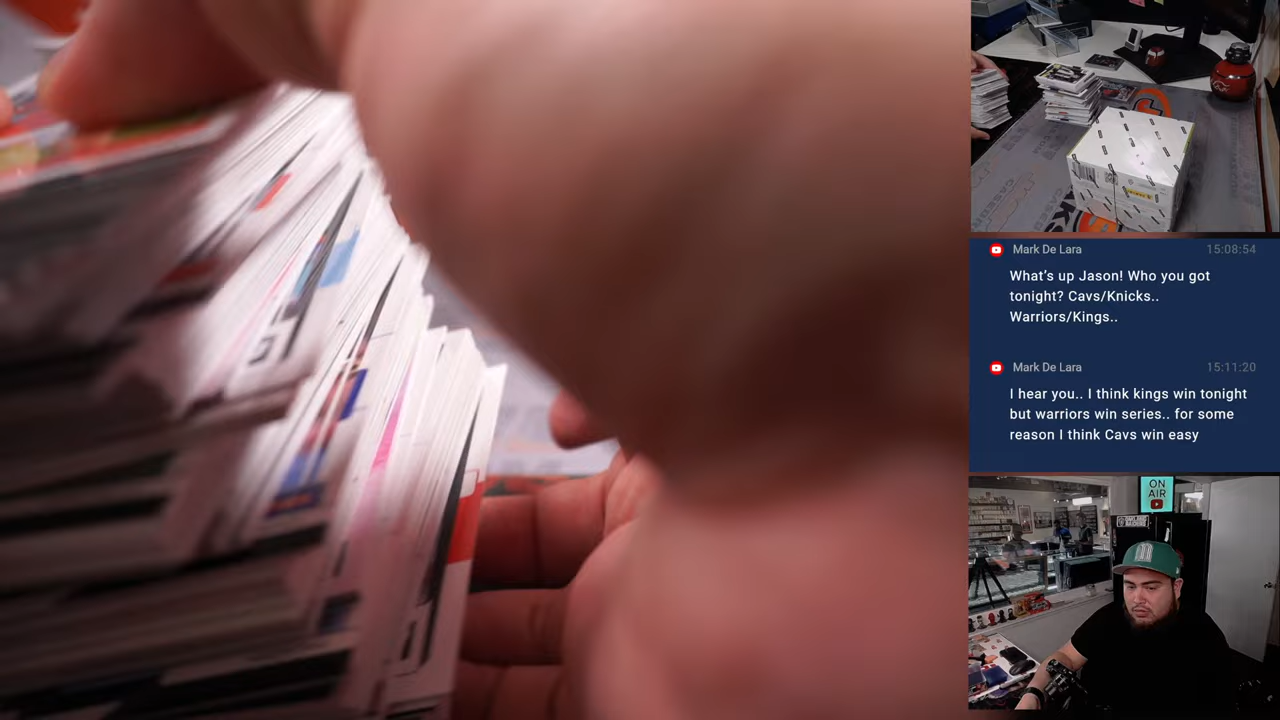 Mark De Lara 15:08:54
What's up Jason! Who you got
tonight? Cavs/Knicks..
Warriors/Kings..
Mark De Lara 15:11:20
I hear you.. I think kings win tonight
but warriors win series.. for some
reason I think Cavs win easy
ON
AIR